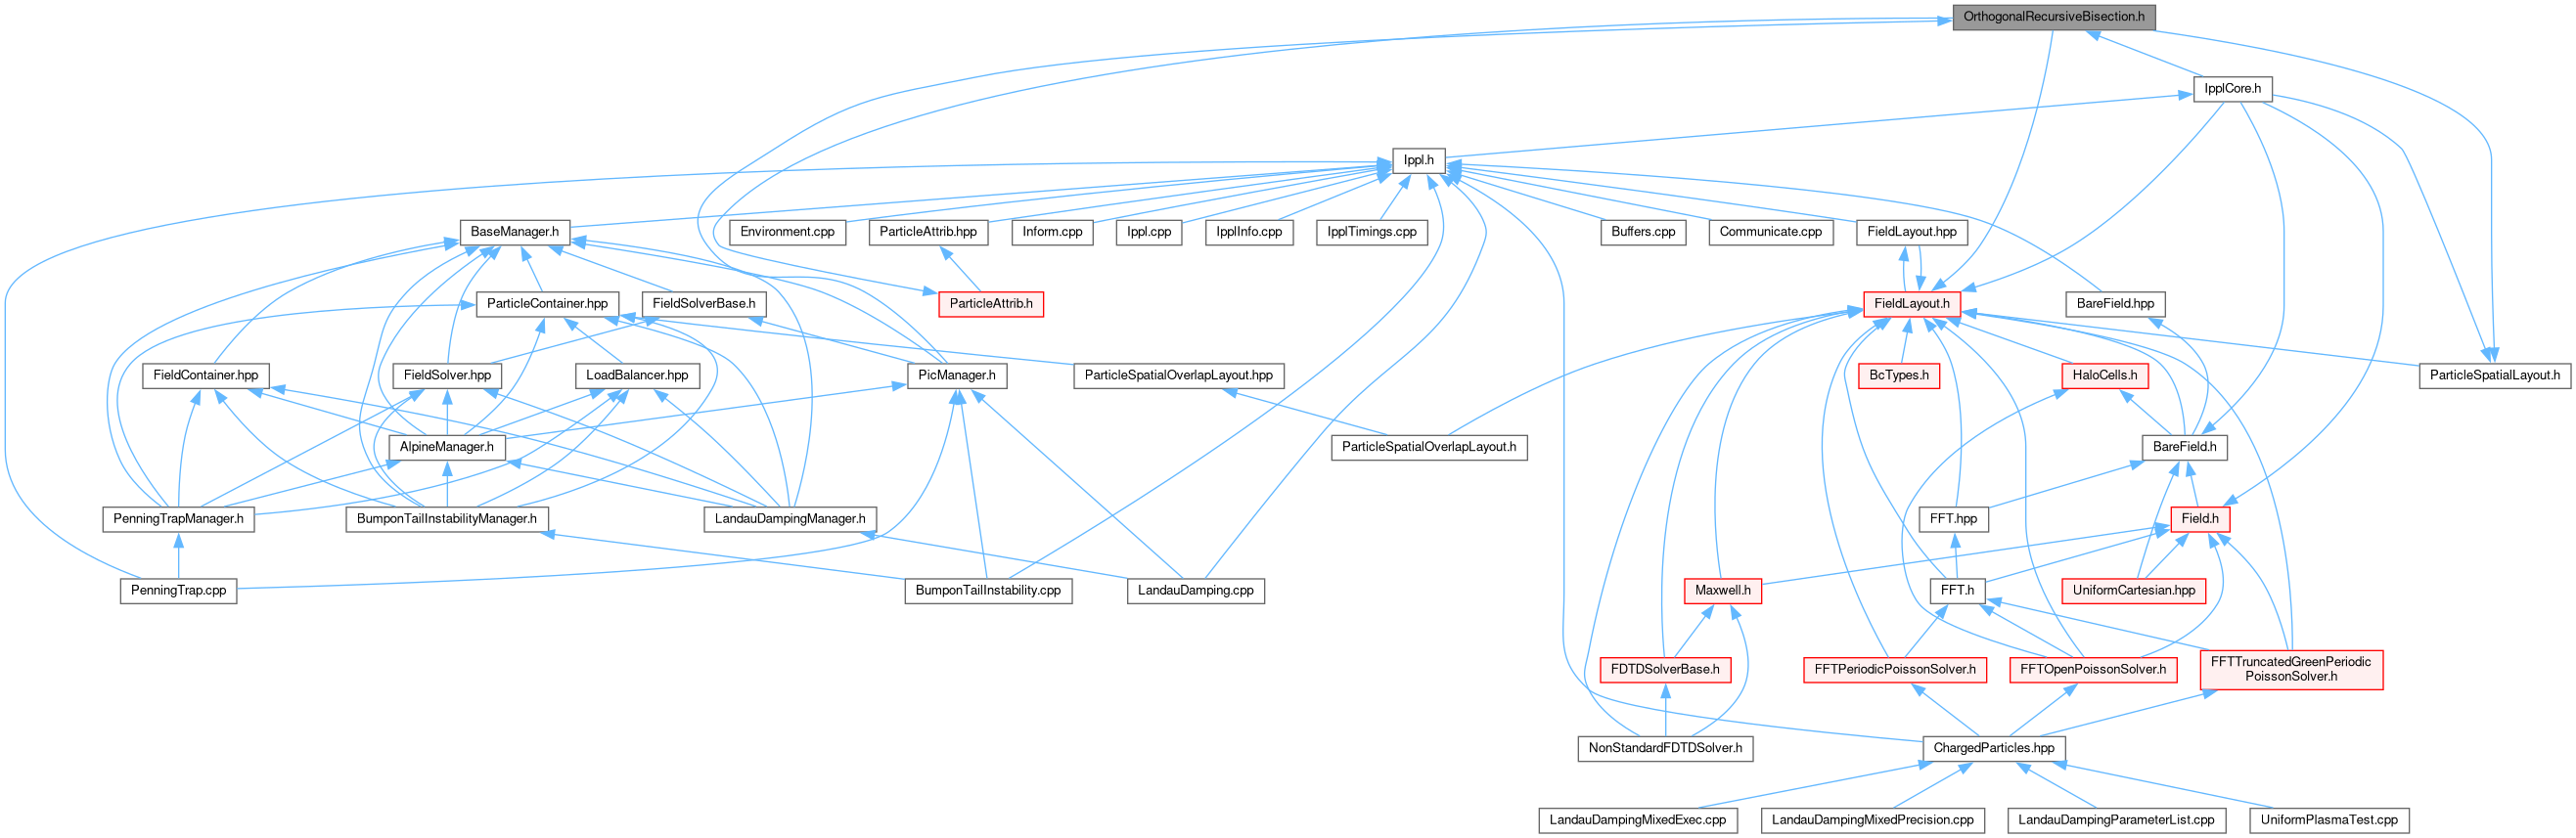 OrthogonalRecursiveBisection.h
IpplCore.h
Ippl.h
BaseManager.h
Environment.cpp
ParticleAttrib.hpp
Inform.cpp
Ippl.cpp
IpplInfo.cpp
IpplTimings.cpp
Buffers.cpp
Communicate.cpp
FieldLayout.hpp
ParticleContainer.hpp
FieldSolverBase.h
ParticleAttrib.h
FieldLayout.h
BareField.hpp
FieldContainer.hpp
FieldSolver.hpp
LoadBalancer.hpp
PicManager.h
ParticleSpatialOverlapLayout.hpp
BcTypes.h
HaloCells.h
ParticleSpatialLayout.h
AlpineManager.h
ParticleSpatialOverlapLayout.h
BareField.h
PenningTrapManager.h
BumponTailInstabilityManager.h
LandauDampingManager.h
FFT.hpp
Field.h
PenningTrap.cpp
BumponTailInstability.cpp
LandauDamping.cpp
Maxwell.h
FFT.h
UniformCartesian.hpp
FDTDSolverBase.h
FFTPeriodicPoissonSolver.h
FFTOpenPoissonSolver.h
FFTTruncatedGreenPeriodic
PoissonSolver.h
NonStandardFDTDSolver.h
ChargedParticles.hpp
LandauDampingMixedExec.cpp
LandauDampingMixedPrecision.cpp
LandauDampingParameterList.cpp
UniformPlasmaTest.cpp